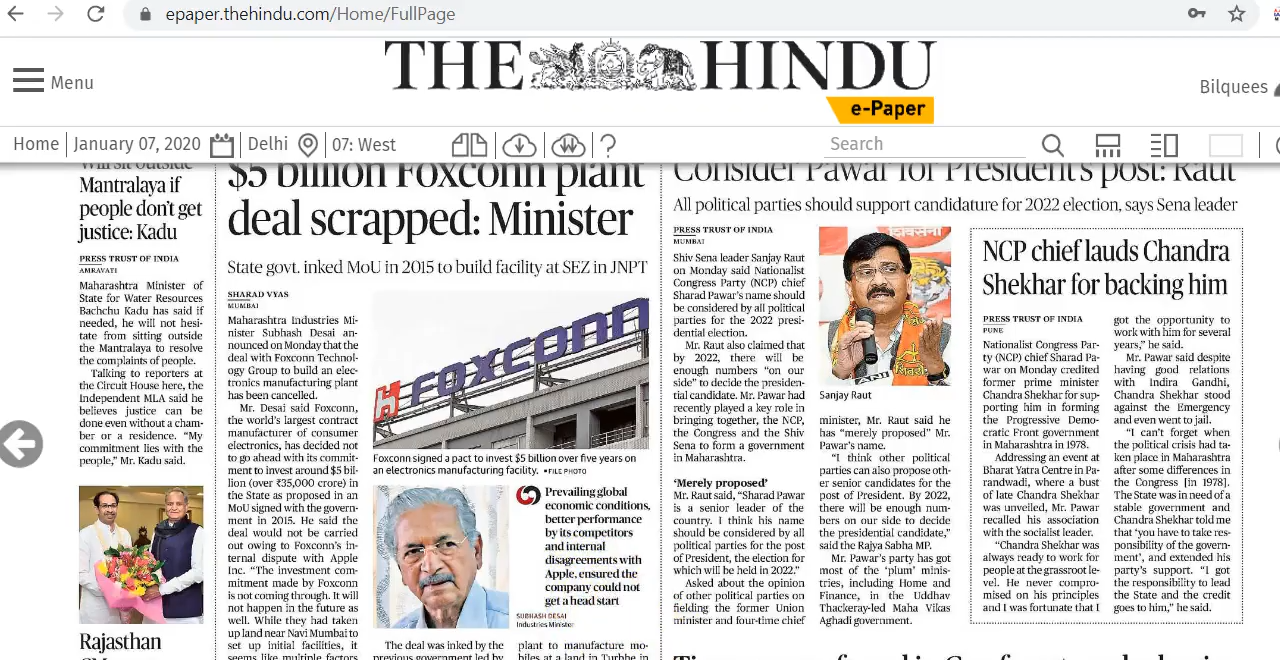 epaper.thehindu.com/Home/FullPage
Menu
THE HINDU
e-Paper
Bilquees
Home
January 07, 2020
Delhi
07: West
?
Search
Will sit outside
Mantralaya if
people don't get
justice: Kadu
PRESS TRUST OF INDIA
AMRAVATI
Maharashtra Minister of
State for Water Resources
Bachchu Kadu has said if
needed, he will not hesi-
tate from sitting outside
the Mantralaya to resolve
the complaints of people.
Talking to reporters at
the Circuit House here, the
Independent MLA said he
believes justice can be
done even without a cham-
ber or a residence. “My
commitment lies with the
people,” Mr. Kadu said.
Rajasthan
$5 billion Foxconn plant
deal scrapped: Minister
State govt. inked MoU in 2015 to build facility at SEZ in JNPT
SHARAD VYAS
MUMBAI
Maharashtra Industries Mi-
nister Subhash Desai an-
nounced on Monday that the
deal with Foxconn Technol-
ogy Group to build an elec-
tronics manufacturing plant
has been cancelled.
Mr. Desai said Foxconn,
the world's largest contract
manufacturer of consumer
electronics, has decided not
to go ahead with its commit-
ment to invest around $5 bil-
lion (over ₹35,000 crore) in
the State as proposed in an
MoU signed with the govern-
ment in 2015. He said the
deal would not be carried
out owing to Foxconn's in-
ternal dispute with Apple
Inc. “The investment com-
mitment made by Foxconn
is not coming through. It will
not happen in the future as
well. While they had taken
up land near Navi Mumbai to
set up initial facilities, it
seems like multiple factors
FOXCONN
Foxconn signed a pact to invest $5 billion over five years on
an electronics manufacturing facility. ▪FILE PHOTO
Prevailing global
economic conditions,
better performance
by its competitors
and internal
disagreements with
Apple, ensured the
company could not
get a head start
SUBHASH DESAI
Industries Minister
The deal was inked by the
previous government led by
plant to manufacture mo-
biles at a land in Turbhe in
Consider Pawar for President's post: Raut
All political parties should support candidature for 2022 election, says Sena leader
PRESS TRUST OF INDIA
MUMBAI
Shiv Sena leader Sanjay Raut
on Monday said Nationalist
Congress Party (NCP) chief
Sharad Pawar's name should
be considered by all political
parties for the 2022 presi-
dential election.
Mr. Raut also claimed that
by 2022, there will be
enough numbers “on our
side” to decide the presiden-
tial candidate. Mr. Pawar had
recently played a key role in
bringing together, the NCP,
the Congress and the Shiv
Sena to form a government
in Maharashtra.
‘Merely proposed’
Mr. Raut said, “Sharad Pawar
is a senior leader of the
country. I think his name
should be considered by all
political parties for the post
of President, the election for
which will be held in 2022.”
Asked about the opinion
of other political parties on
fielding the former Union
minister and four-time chief
ANI
Sanjay Raut
minister, Mr. Raut said he
has “merely proposed” Mr.
Pawar's name.
“I think other political
parties can also propose oth-
er senior candidates for the
post of President. By 2022,
there will be enough num-
bers on our side to decide
the presidential candidate,”
said the Rajya Sabha MP.
Mr. Pawar's party has got
most of the ‘plum’ minis-
tries, including Home and
Finance, in the Uddhav
Thackeray-led Maha Vikas
Aghadi government.
NCP chief lauds Chandra
Shekhar for backing him
PRESS TRUST OF INDIA
PUNE
Nationalist Congress Par-
ty (NCP) chief Sharad Pa-
war on Monday credited
former prime minister
Chandra Shekhar for sup-
porting him in forming
the Progressive Demo-
cratic Front government
in Maharashtra in 1978.
Addressing an event at
Bharat Yatra Centre in Pa-
randwadi, where a bust
of late Chandra Shekhar
was unveiled, Mr. Pawar
recalled his association
with the socialist leader.
“Chandra Shekhar was
always ready to work for
people at the grassroot le-
vel. He never compro-
mised on his principles
and I was fortunate that I
got the opportunity to
work with him for several
years,” he said.
Mr. Pawar said despite
having good relations
with Indira Gandhi,
Chandra Shekhar stood
against the Emergency
and even went to jail.
“I can't forget when
the political crisis had ta-
ken place in Maharashtra
after some differences in
the Congress [in 1978].
The State was in need of a
stable government and
Chandra Shekhar told me
that ‘you have to take res-
ponsibility of the govern-
ment’, and extended his
party's support. “I got
the responsibility to lead
the State and the credit
goes to him,” he said.